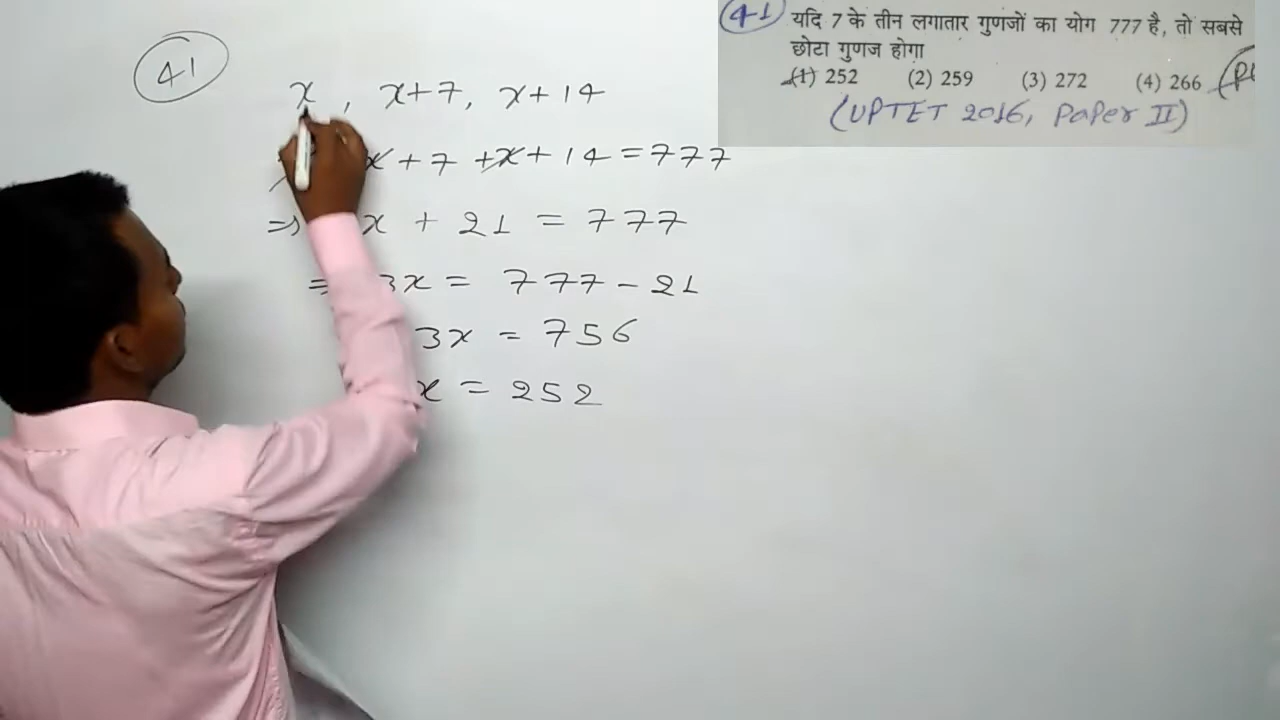 (41) यदि 7 के तीन लगातार गुणजों का योग 777 है, तो सबसे
छोटा गुणज होगा
(1) 252 (2) 259 (3) 272 (4) 266
(UPTET 2016, Paper II)
41
x, x+7, x+14
x + 7 + x + 14 = 777
⇒ x + 21 = 777
= 3x = 777 - 21
3x = 756
x = 252